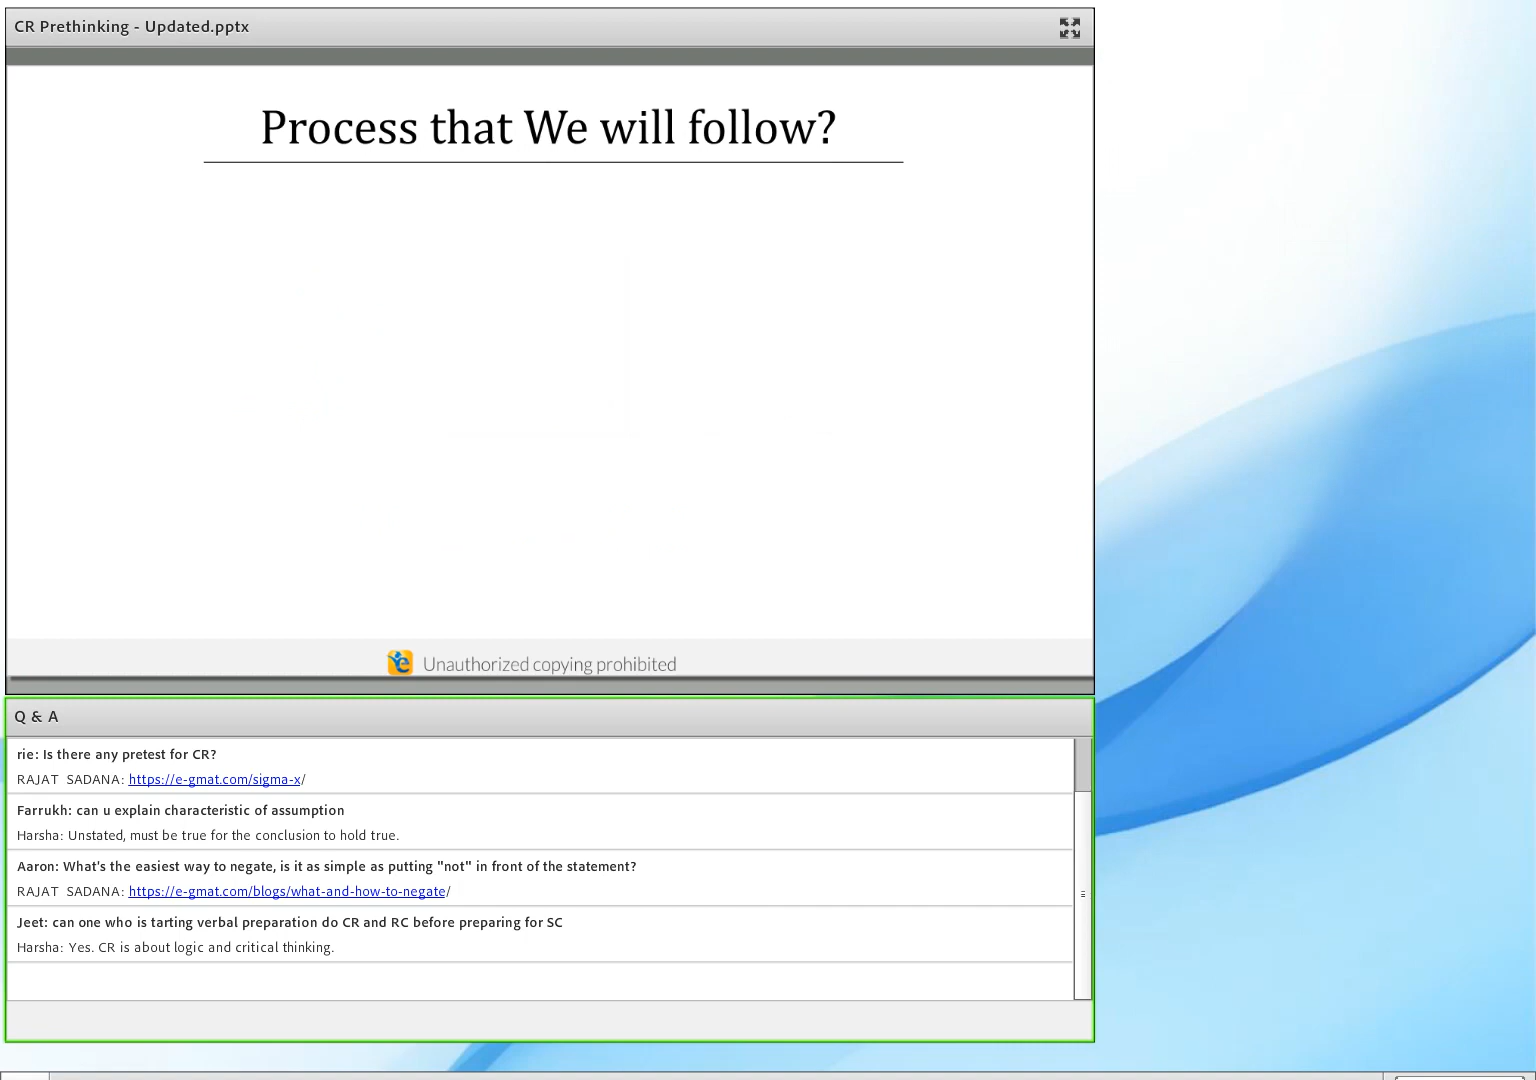 CR Prethinking - Updated.pptx
Process that We will follow?
Unauthorized copying prohibited
Q & A
rie: Is there any pretest for CR?
RAJAT SADANA: https://e-gmat.com/sigma-x/
Farrukh: can u explain characteristic of assumption
Harsha: Unstated, must be true for the conclusion to hold true.
Aaron: What's the easiest way to negate, is it as simple as putting "not" in front of the statement?
RAJAT SADANA: https://e-gmat.com/blogs/what-and-how-to-negate/
Jeet: can one who is tarting verbal preparation do CR and RC before preparing for SC
Harsha: Yes. CR is about logic and critical thinking.